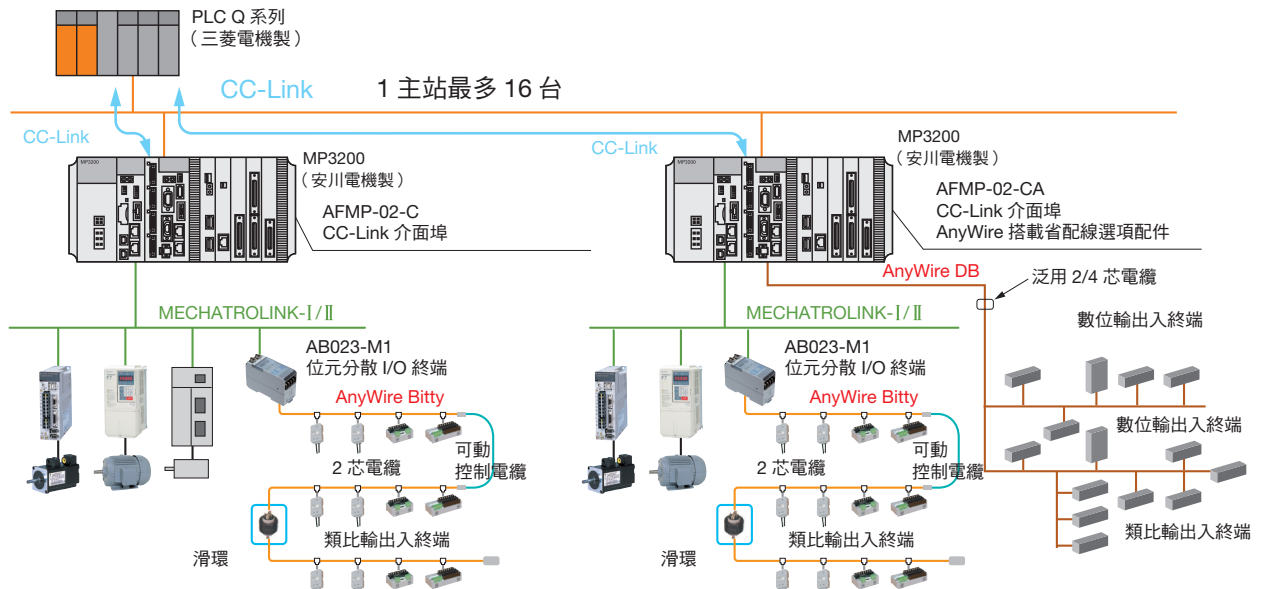 PLC Q 系列
（三菱電機製）
CC-Link
1 主站最多 16 台
CC-Link
CC-Link
MP3200
MP3200
（安川電機製）
AFMP-02-C
CC-Link 介面埠
MP3200
MP3200
（安川電機製）
AFMP-02-CA
CC-Link 介面埠
AnyWire 搭載省配線選項配件
AnyWire DB
泛用 2/4 芯電纜
MECHATROLINK-Ⅰ/Ⅱ
AB023-M1
位元分散 I/O 終端
AnyWire Bitty
2 芯電纜
可動
控制電纜
滑環
類比輸出入終端
MECHATROLINK-Ⅰ/Ⅱ
AB023-M1
位元分散 I/O 終端
AnyWire Bitty
2 芯電纜
可動
控制電纜
滑環
類比輸出入終端
數位輸出入終端
數位輸出入終端
類比輸出入終端